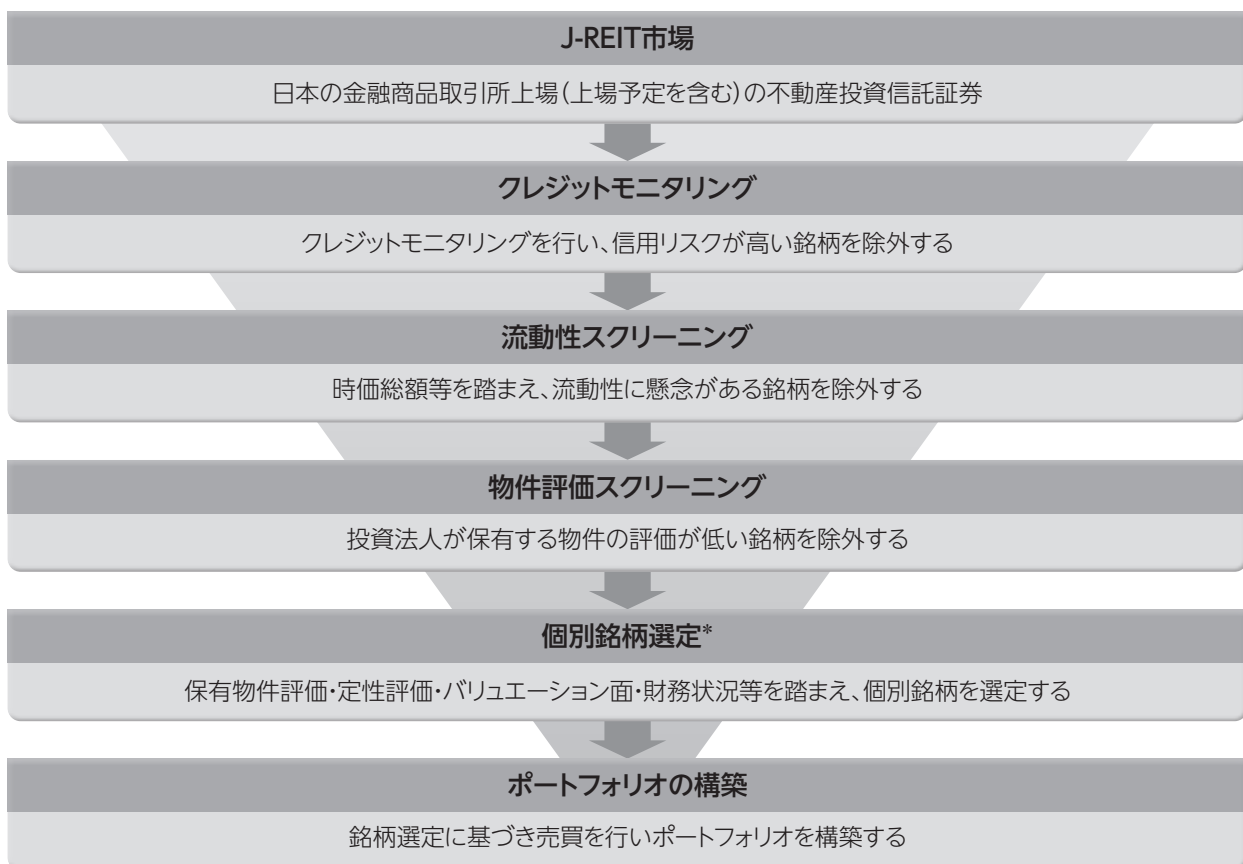 J-REIT市場
日本の金融商品取引所上場(上場予定を含む)の不動産投資信託証券
クレジットモニタリング
クレジットモニタリングを行い、信用リスクが高い銘柄を除外する
流動性スクリーニング
時価総額等を踏まえ、流動性に懸念がある銘柄を除外する
物件評価スクリーニング
投資法人が保有する物件の評価が低い銘柄を除外する
個別銘柄選定*
保有物件評価・定性評価・バリュエーション面・財務状況等を踏まえ、個別銘柄を選定する
ポートフォリオの構築
銘柄選定に基づき売買を行いポートフォリオを構築する